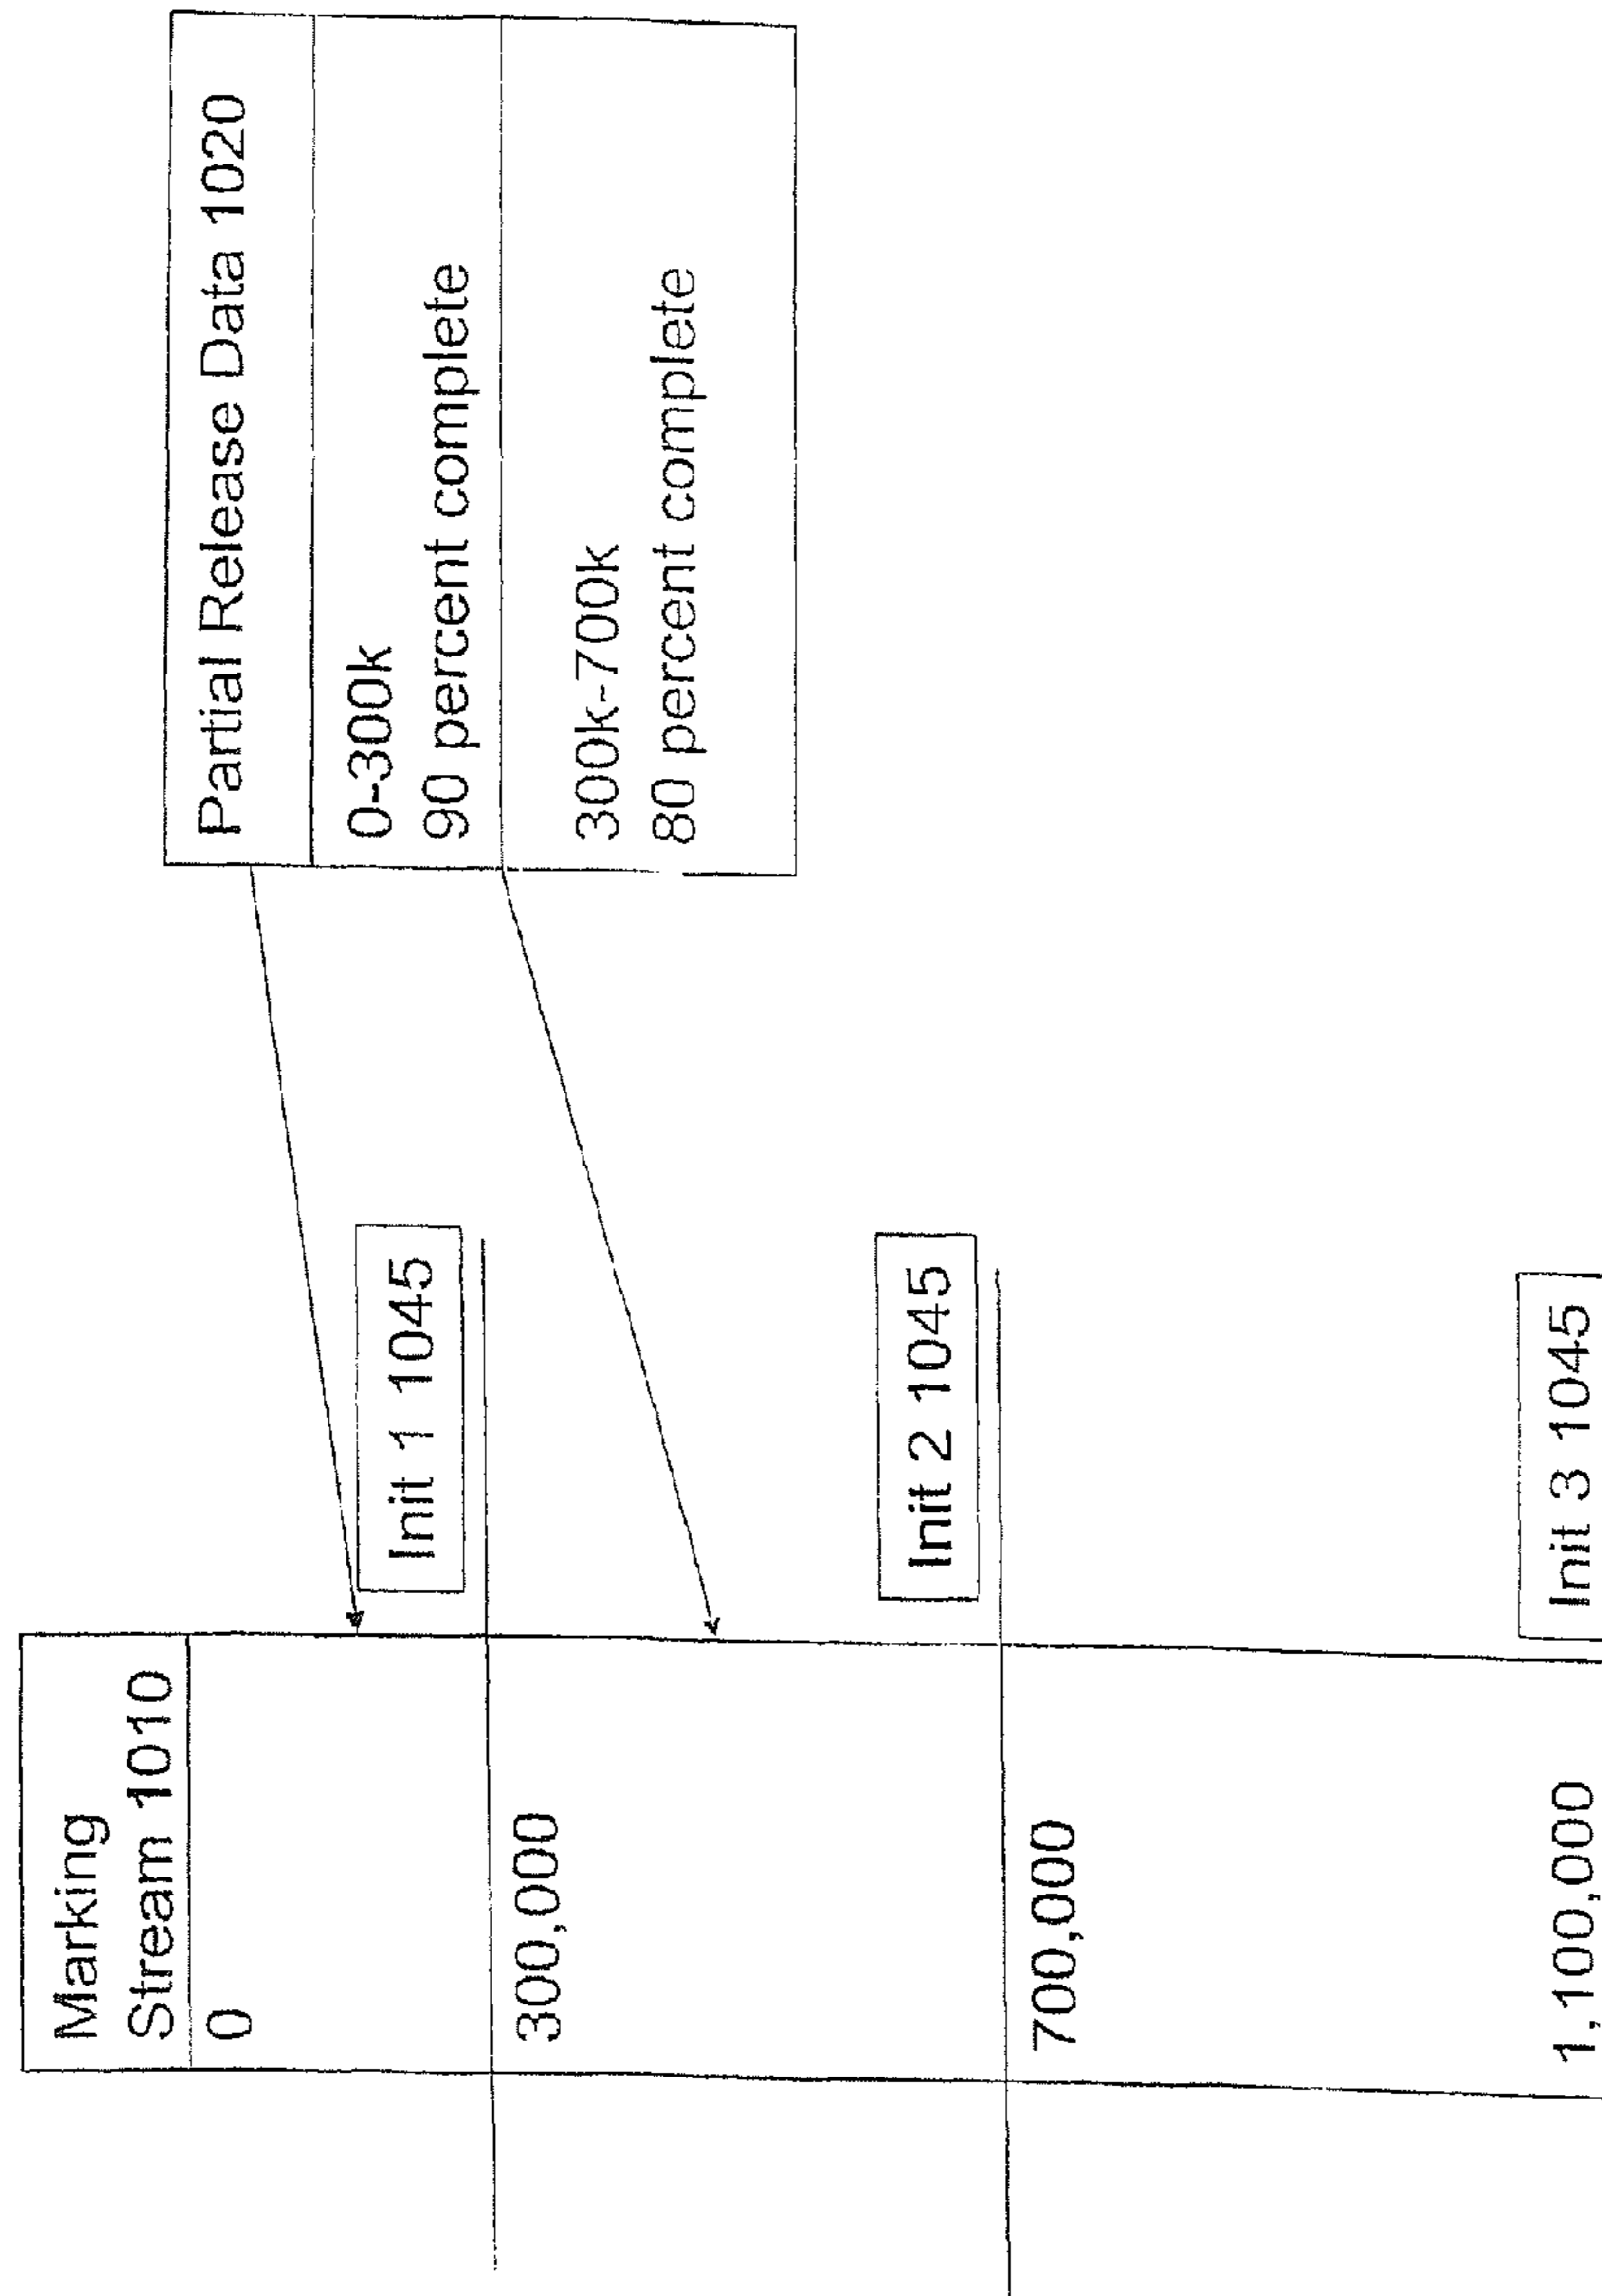 Marking
Stream 1010
0
300,000
700,000
1,100,000
Init 1 1045
Init 2 1045
Init 3 1045
Partial Release Data 1020
0-300k
90 percent complete
300k-700k
80 percent complete